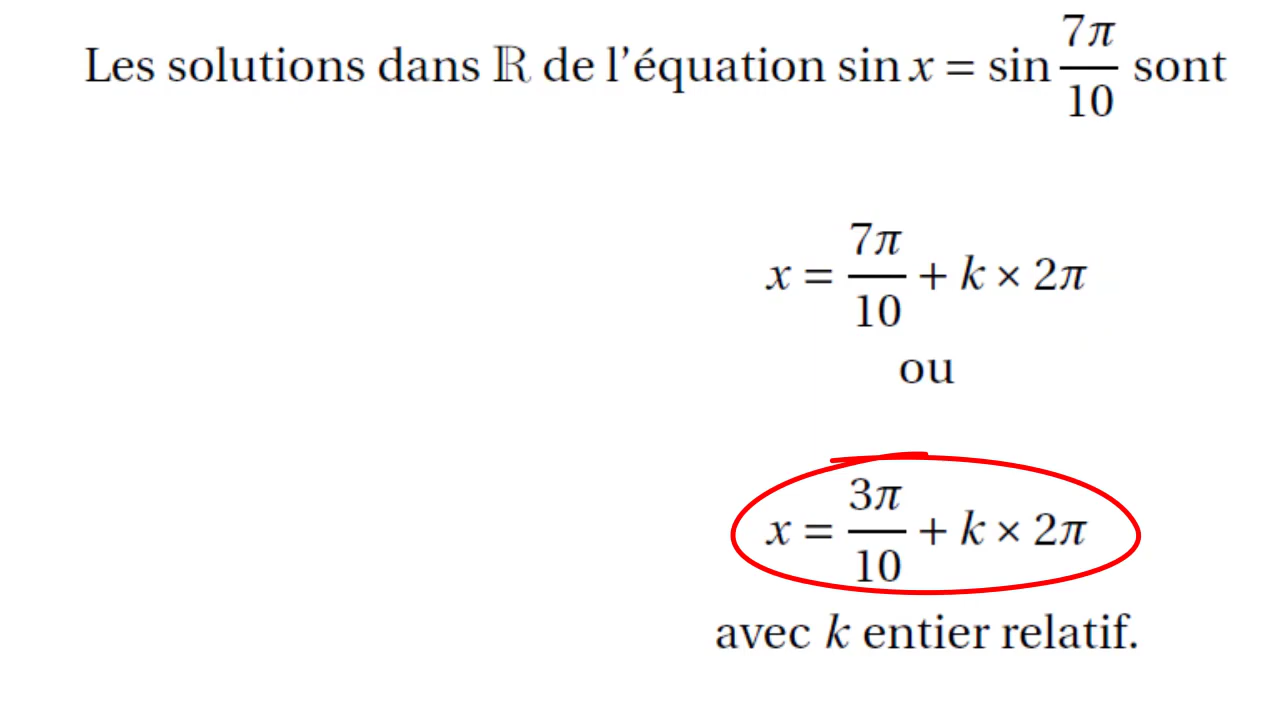 Les solutions dans ℝ de l'équation sin x = sin 7π/10 sont
x = 7π/10 + k × 2π
ou
x = 3π/10 + k × 2π
avec k entier relatif.